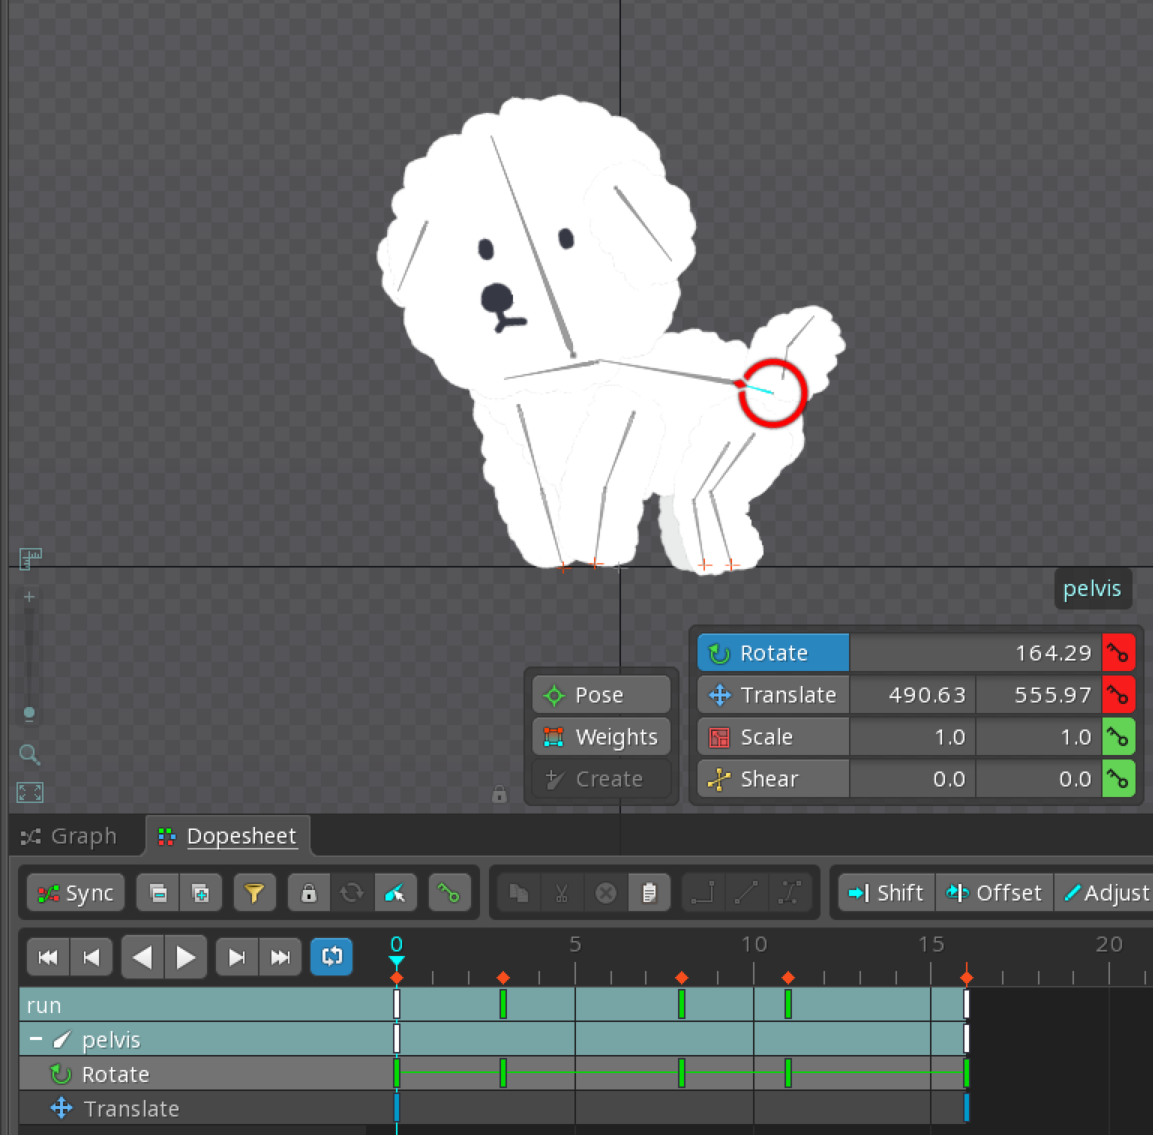 pelvis
Rotate 164.29
Pose Translate 490.63 555.97
Weights Scale 1.0 1.0
Create Shear 0.0 0.0
Graph Dopesheet
Sync Shift Offset Adjust
0 5 10 15 20
run
pelvis
Rotate
Translate